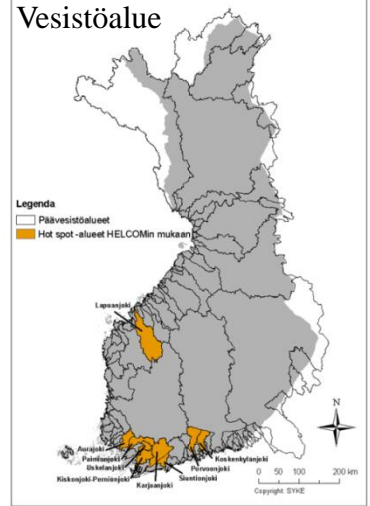 Vesistöalue
Legenda
Päävesistöalueet
Hot spot -alueet HELCOMin mukaan
Lapuanjoki
Aurajoki
Paimionjoki
Uskelanjoki
Kiskonjoki-Perniönjoki
Karjaanjoki
Siuntionjoki
Porvoonjoki
Koskenkylänjoki
N
0 50 100 200 km
Copyright SYKE